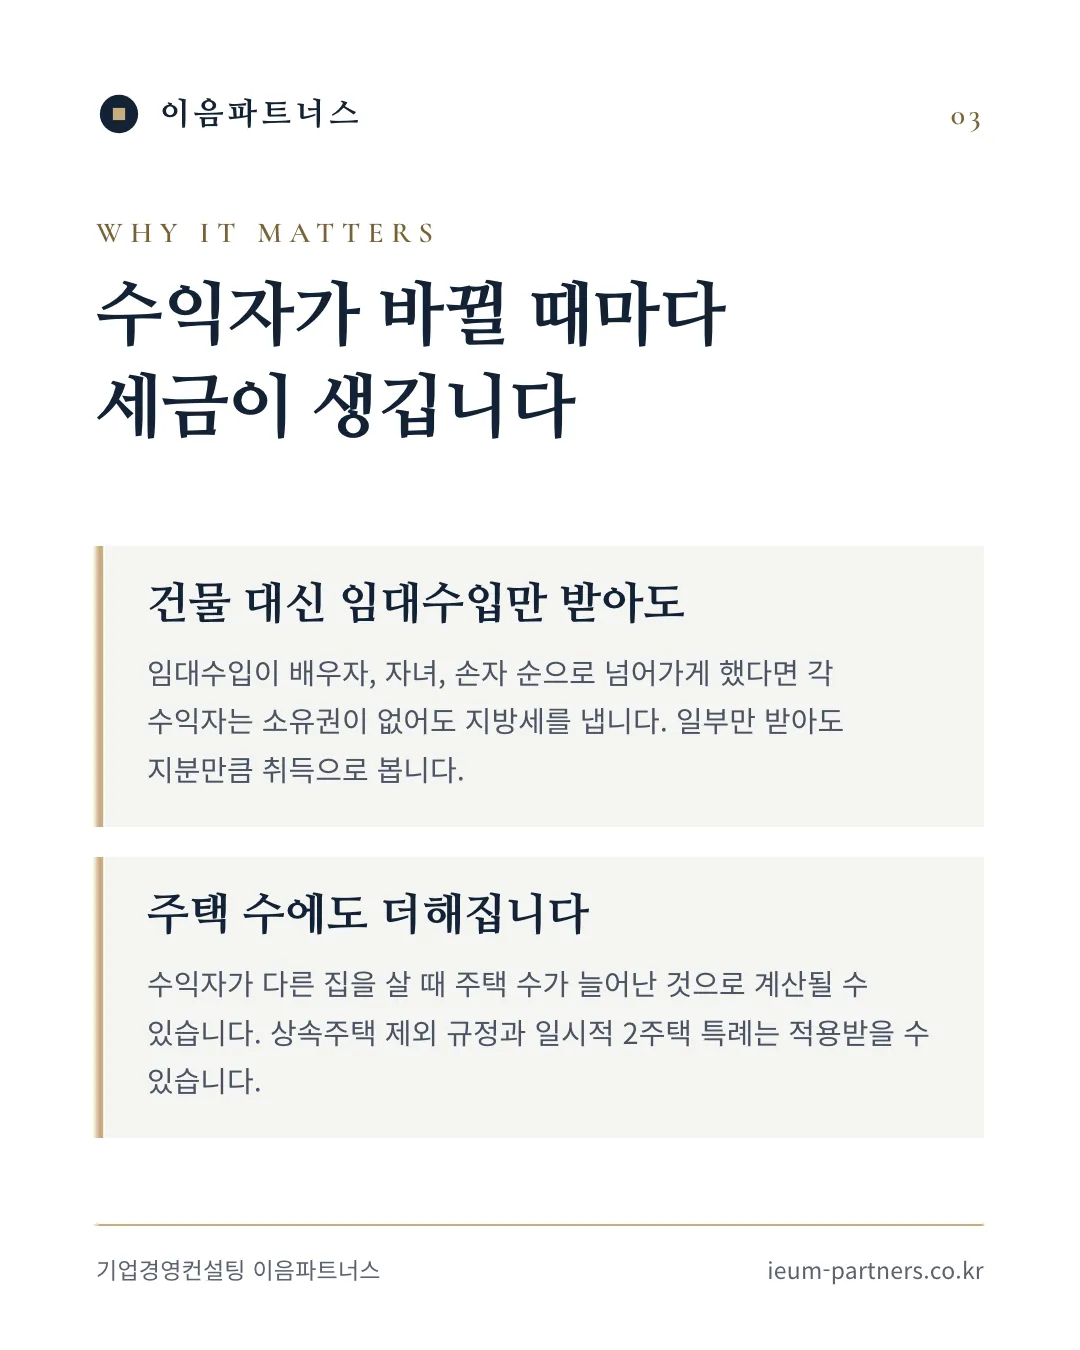 이음파트너스
03
WHY IT MATTERS
수익자가 바뀔 때마다
세금이 생깁니다
건물 대신 임대수입만 받아도
임대수입이 배우자, 자녀, 손자 순으로 넘어가게 했다면 각
수익자는 소유권이 없어도 지방세를 냅니다. 일부만 받아도
지분만큼 취득으로 봅니다.
주택 수에도 더해집니다
수익자가 다른 집을 살 때 주택 수가 늘어난 것으로 계산될 수
있습니다. 상속주택 제외 규정과 일시적 2주택 특례는 적용받을 수
있습니다.
기업경영컨설팅 이음파트너스
ieum-partners.co.kr